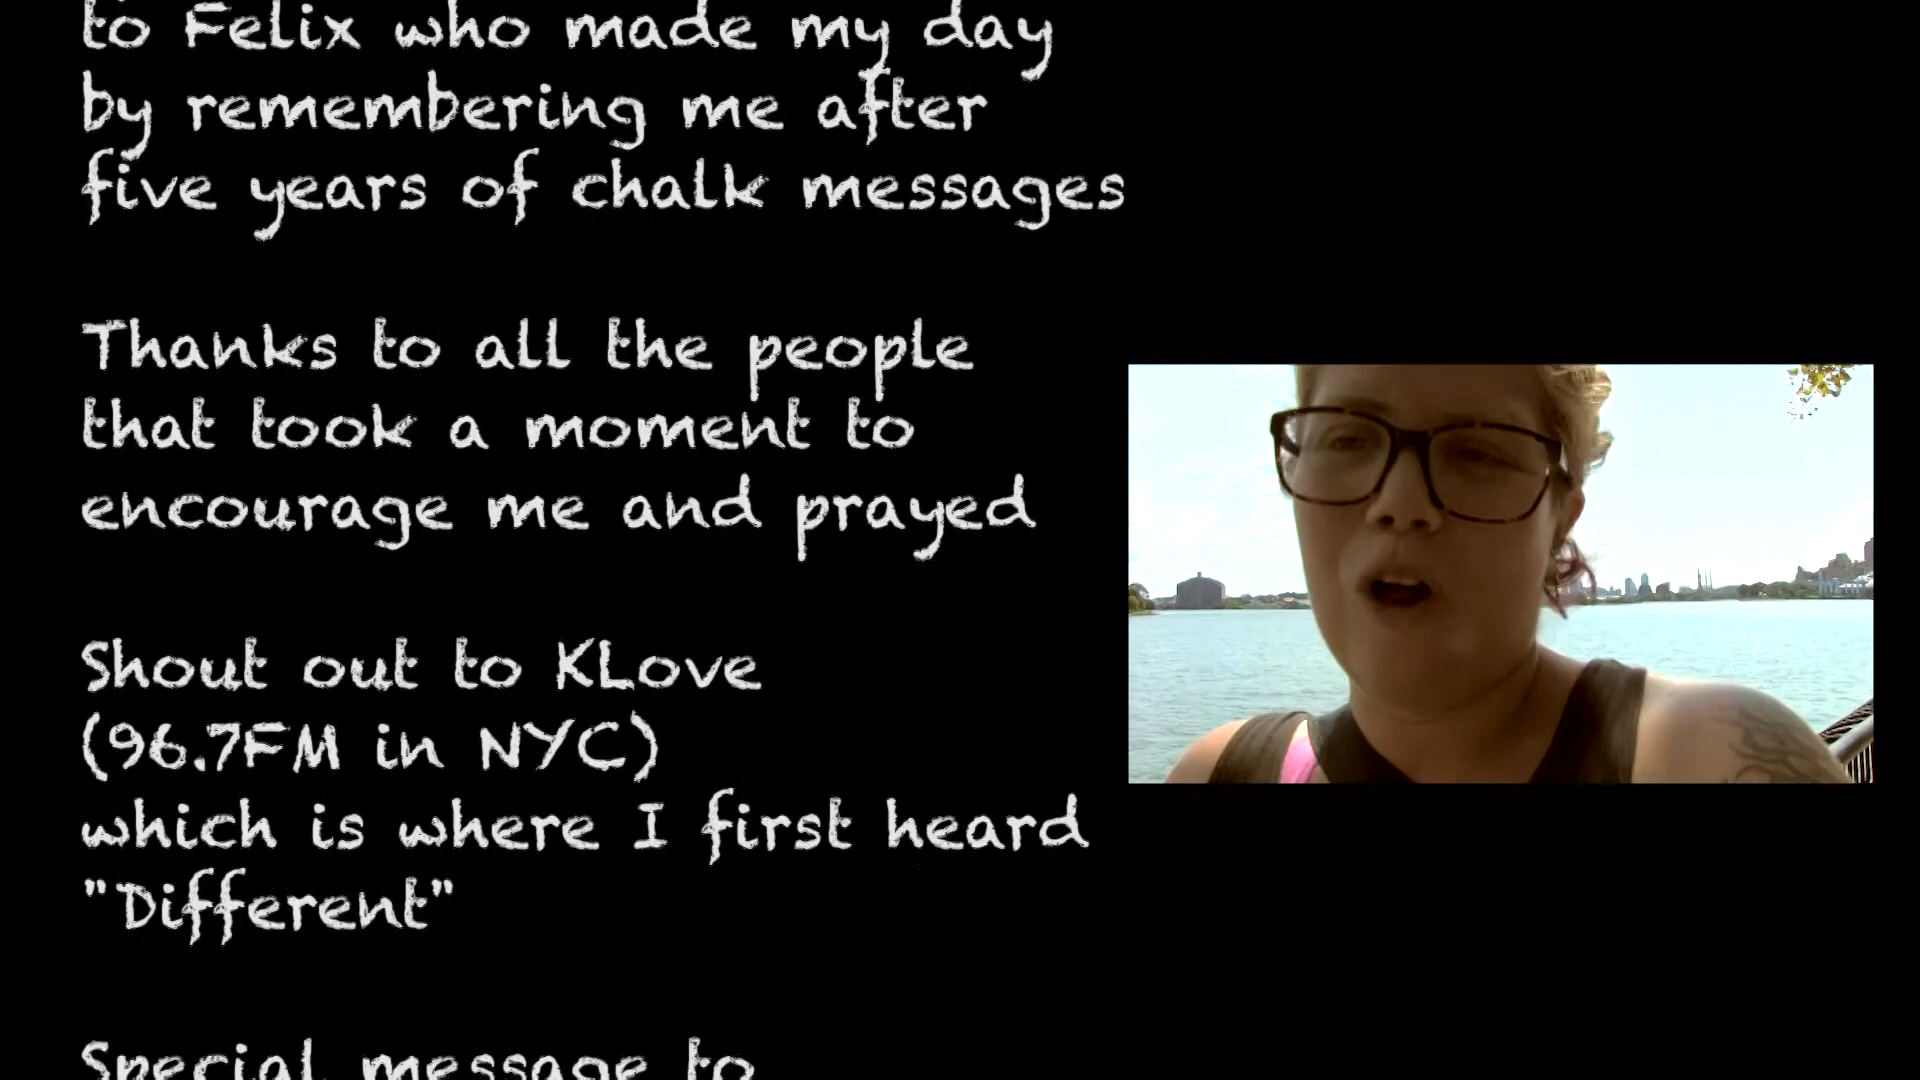 to Felix who made my day
by remembering me after
five years of chalk messages
Thanks to all the people
that took a moment to
encourage me and prayed
Shout out to KLove
(96.7FM in NYC)
which is where I first heard
"Different"
Special message to